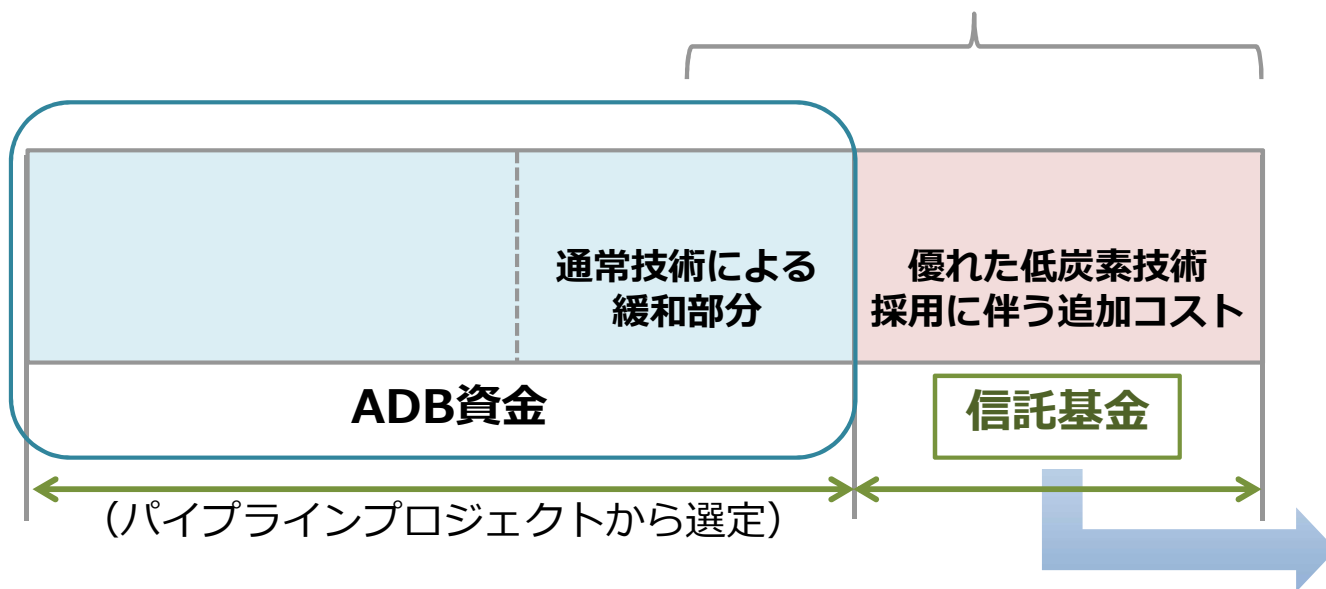 通常技術による
緩和部分
優れた低炭素技術
採用に伴う追加コスト
ADB資金
信託基金
（パイプラインプロジェクトから選定）